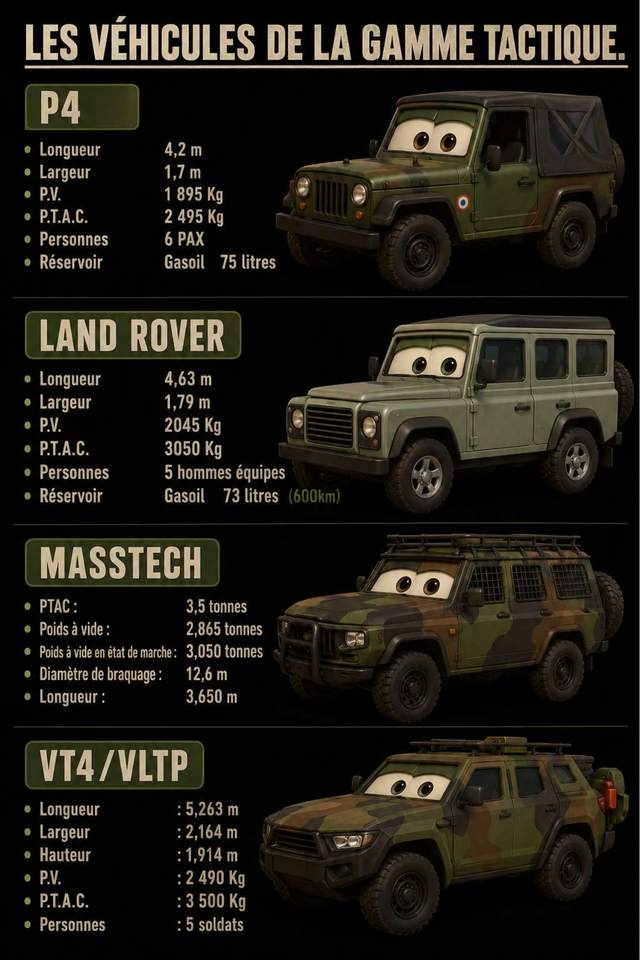 LES VÉHICULES DE LA GAMME TACTIQUE.
P4
Longueur 4,2 m
Largeur 1,7 m
P.V. 1 895 Kg
P.T.A.C. 2 495 Kg
Personnes 6 PAX
Réservoir Gasoil 75 litres
LAND ROVER
Longueur 4,63 m
Largeur 1,79 m
P.V. 2045 Kg
P.T.A.C. 3050 Kg
Personnes 5 hommes équipes
Réservoir Gasoil 73 litres (600km)
MASSTECH
PTAC : 3,5 tonnes
Poids à vide : 2,865 tonnes
Poids à vide en état de marche : 3,050 tonnes
Diamètre de braquage : 12,6 m
Longueur : 3,650 m
VT4/VLTP
Longueur : 5,263 m
Largeur : 2,164 m
Hauteur : 1,914 m
P.V. : 2 490 Kg
P.T.A.C. : 3 500 Kg
Personnes : 5 soldats